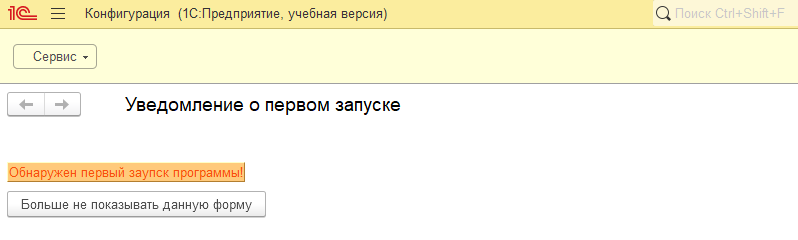 1С Конфигурация (1С:Предприятие, учебная версия) Поиск Ctrl+Shift+F
Сервис
Уведомление о первом запуске
Обнаружен первый заупск программы!
Больше не показывать данную форму